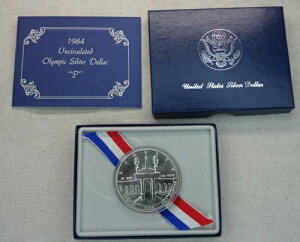 1984
Uncirculated
Olympic Silver Dollar
"P"
United States Silver Dollar